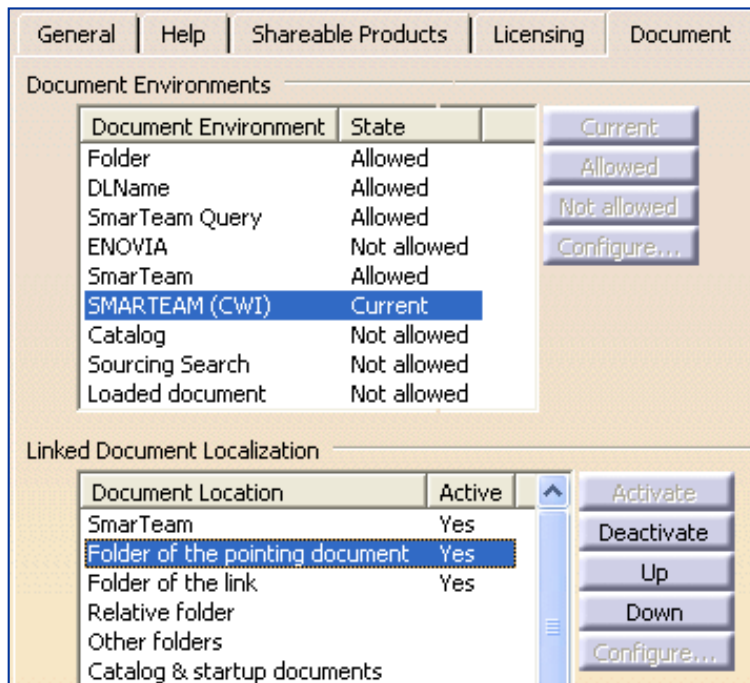 General Help Shareable Products Licensing Document
Document Environments
Document Environment State
Current
Folder Allowed
Allowed
DLName Allowed
SmarTeam Query Allowed
Not allowed
ENOVIA Not allowed
Configure...
SmarTeam Allowed
SMARTEAM (CWI) Current
Catalog Not allowed
Sourcing Search Not allowed
Loaded document Not allowed
Linked Document Localization
Document Location Active
Activate
SmarTeam Yes
Deactivate
Folder of the pointing document Yes
Up
Folder of the link Yes
Relative folder
Down
Other folders
Configure...
Catalog & startup documents